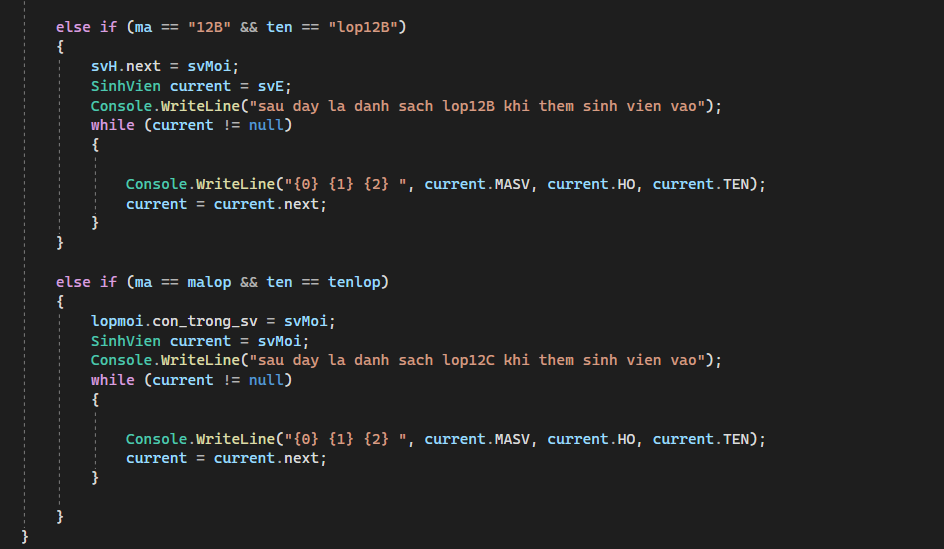 else if (ma == "12B" && ten == "lop12B")
{
svH.next = svMoi;
SinhVien current = svE;
Console.WriteLine("sau day la danh sach lop12B khi them sinh vien vao");
while (current != null)
{
Console.WriteLine("{0} {1} {2} ", current.MASV, current.HO, current.TEN);
current = current.next;
}
}
else if (ma == malop && ten == tenlop)
{
lopmoi.con_trong_sv = svMoi;
SinhVien current = svMoi;
Console.WriteLine("sau day la danh sach lop12C khi them sinh vien vao");
while (current != null)
{
Console.WriteLine("{0} {1} {2} ", current.MASV, current.HO, current.TEN);
current = current.next;
}
}
}